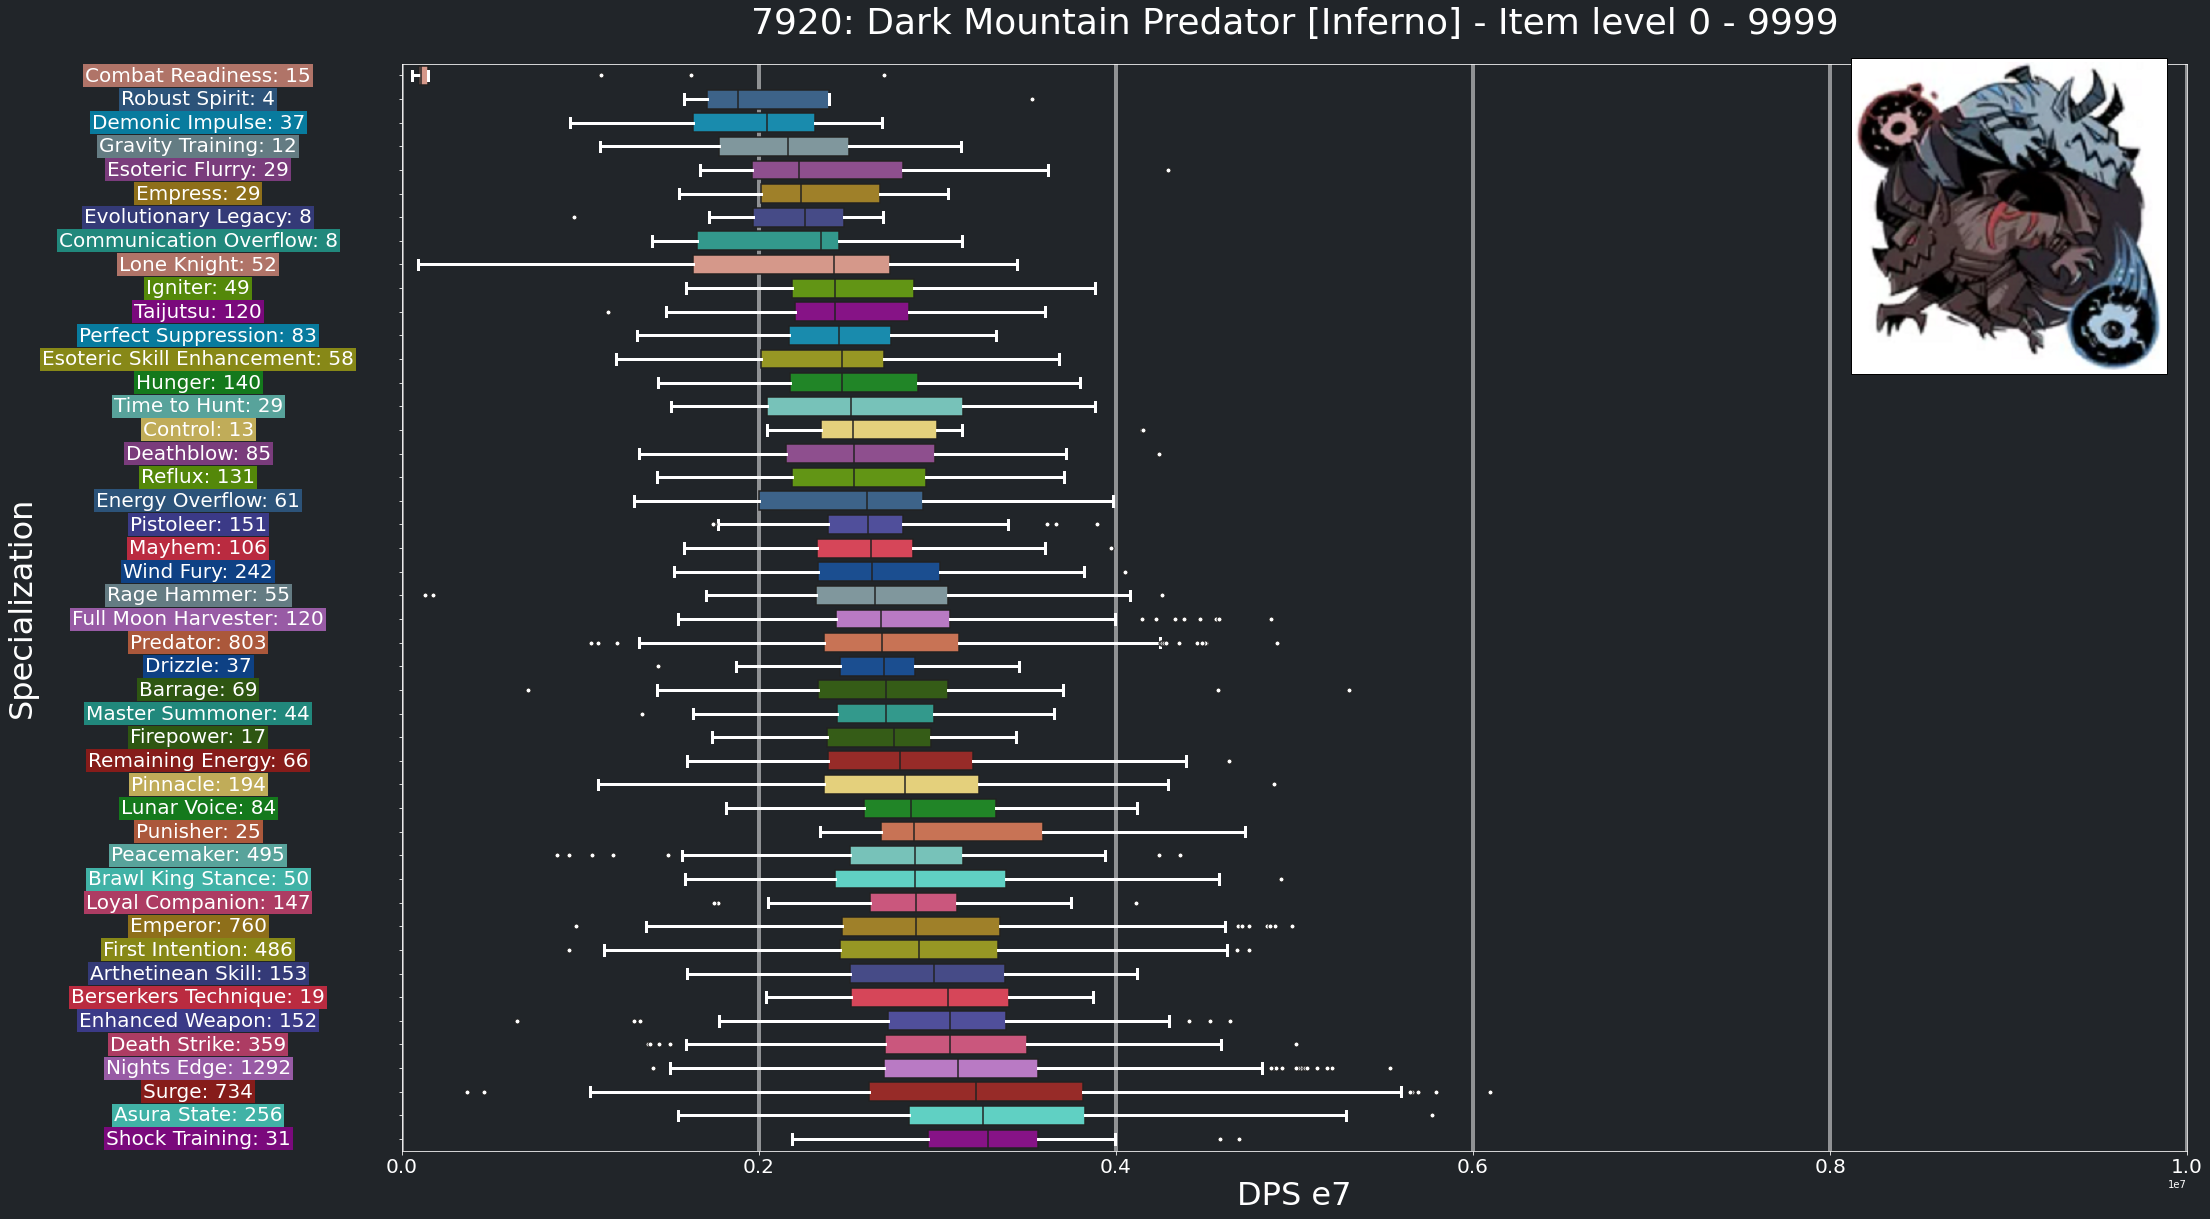 7920: Dark Mountain Predator [Inferno] - Item level 0 - 9999
Combat Readiness: 15
Robust Spirit: 4
Demonic Impulse: 37
Gravity Training: 12
Esoteric Flurry: 29
Empress: 29
Evolutionary Legacy: 8
Communication Overflow: 8
Lone Knight: 52
Igniter: 49
Taijutsu: 120
Perfect Suppression: 83
Esoteric Skill Enhancement: 58
Hunger: 140
Time to Hunt: 29
Control: 13
Deathblow: 85
Reflux: 131
Energy Overflow: 61
Pistoleer: 151
Mayhem: 106
Wind Fury: 242
Rage Hammer: 55
Full Moon Harvester: 120
Predator: 803
Drizzle: 37
Barrage: 69
Master Summoner: 44
Firepower: 17
Remaining Energy: 66
Pinnacle: 194
Lunar Voice: 84
Punisher: 25
Peacemaker: 495
Brawl King Stance: 50
Loyal Companion: 147
Emperor: 760
First Intention: 486
Arthetinean Skill: 153
Berserkers Technique: 19
Enhanced Weapon: 152
Death Strike: 359
Nights Edge: 1292
Surge: 734
Asura State: 256
Shock Training: 31
Specialization
0.0 0.2 0.4 0.6 0.8 1.0
1e7
DPS e7